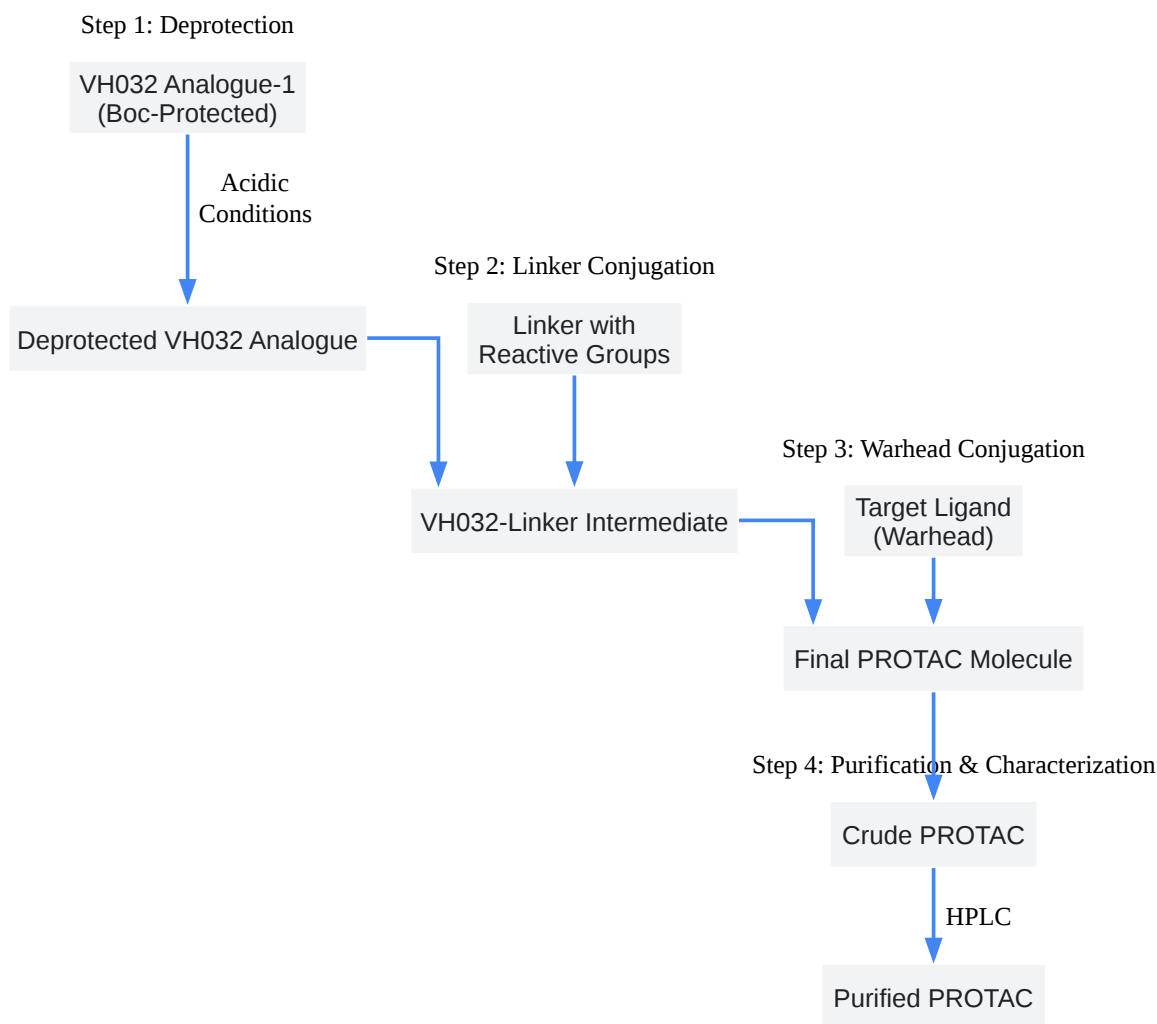 Step 1: Deprotection
VH032 Analogue-1
(Boc-Protected)
Acidic
Conditions
Deprotected VH032 Analogue
Step 2: Linker Conjugation
Linker with
Reactive Groups
VH032-Linker Intermediate
Step 3: Warhead Conjugation
Target Ligand
(Warhead)
Final PROTAC Molecule
Step 4: Purification & Characterization
Crude PROTAC
HPLC
Purified PROTAC